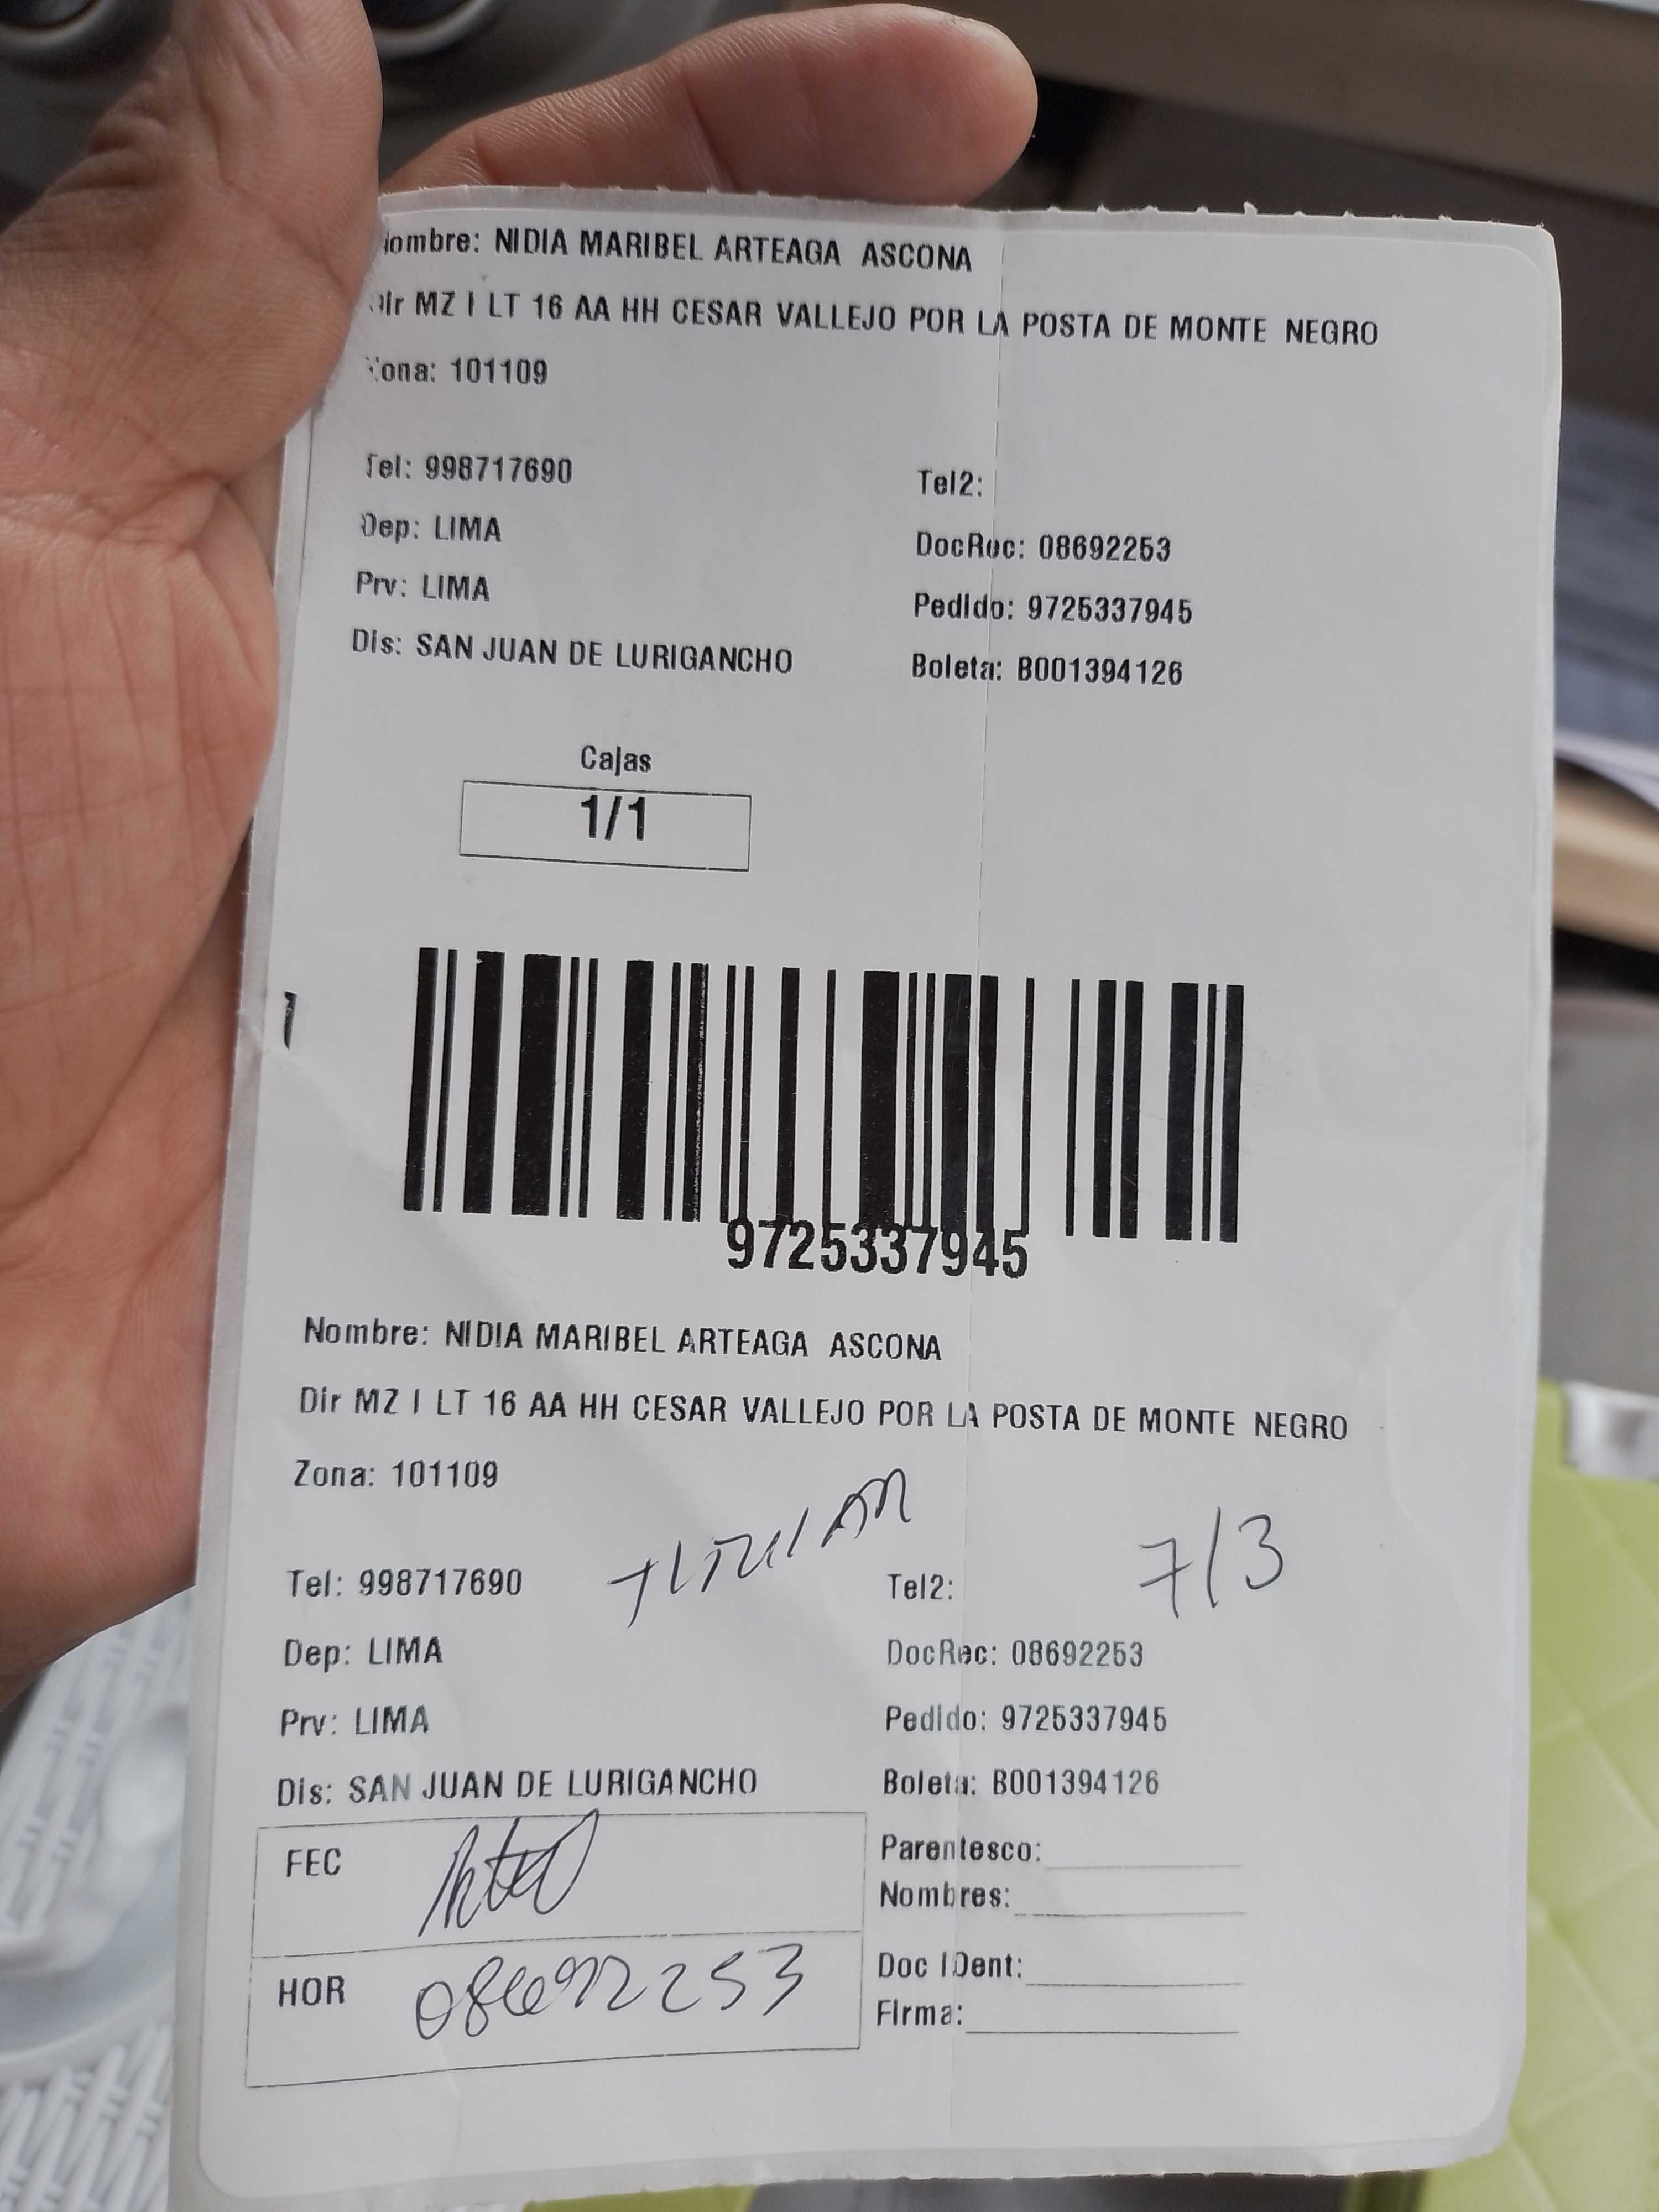 ombre: NIDIA MARIBEL ARTEAGA ASCONA
Dir MZ I LT 16 AA HH CESAR VALLEJO POR LA POSTA DE MONTE NEGRO
ona: 101109
Tel: 998717690 Tel2:
Dep: LIMA DocRec: 08692253
Prv: LIMA Pedido: 9725337945
Dis: SAN JUAN DE LURIGANCHO Boleta: B001394126
Cajas
1/1
9725337945
Nombre: NIDIA MARIBEL ARTEAGA ASCONA
Dir MZ I LT 16 AA HH CESAR VALLEJO POR LA POSTA DE MONTE NEGRO
Zona: 101109
TITULAR 7/3
Tel: 998717690 Tel2:
Dep: LIMA DocRec: 08692253
Prv: LIMA Pedido: 9725337945
Dis: SAN JUAN DE LURIGANCHO Boleta: B001394126
FEC Parentesco:
Nombres:
HOR 08692253 Doc IDent:
Firma: